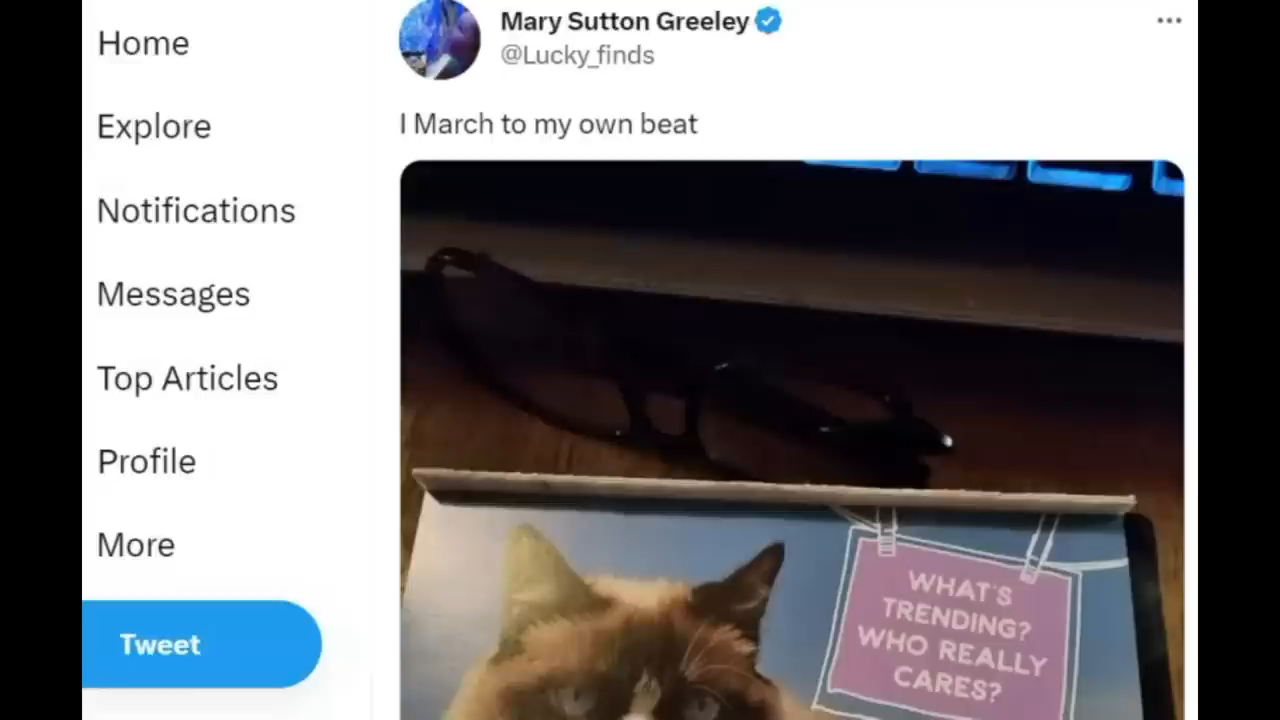 Home
Explore
Notifications
Messages
Top Articles
Profile
More
Tweet
Mary Sutton Greeley
@Lucky_finds
I March to my own beat
WHAT'S
TRENDING?
WHO REALLY
CARES?